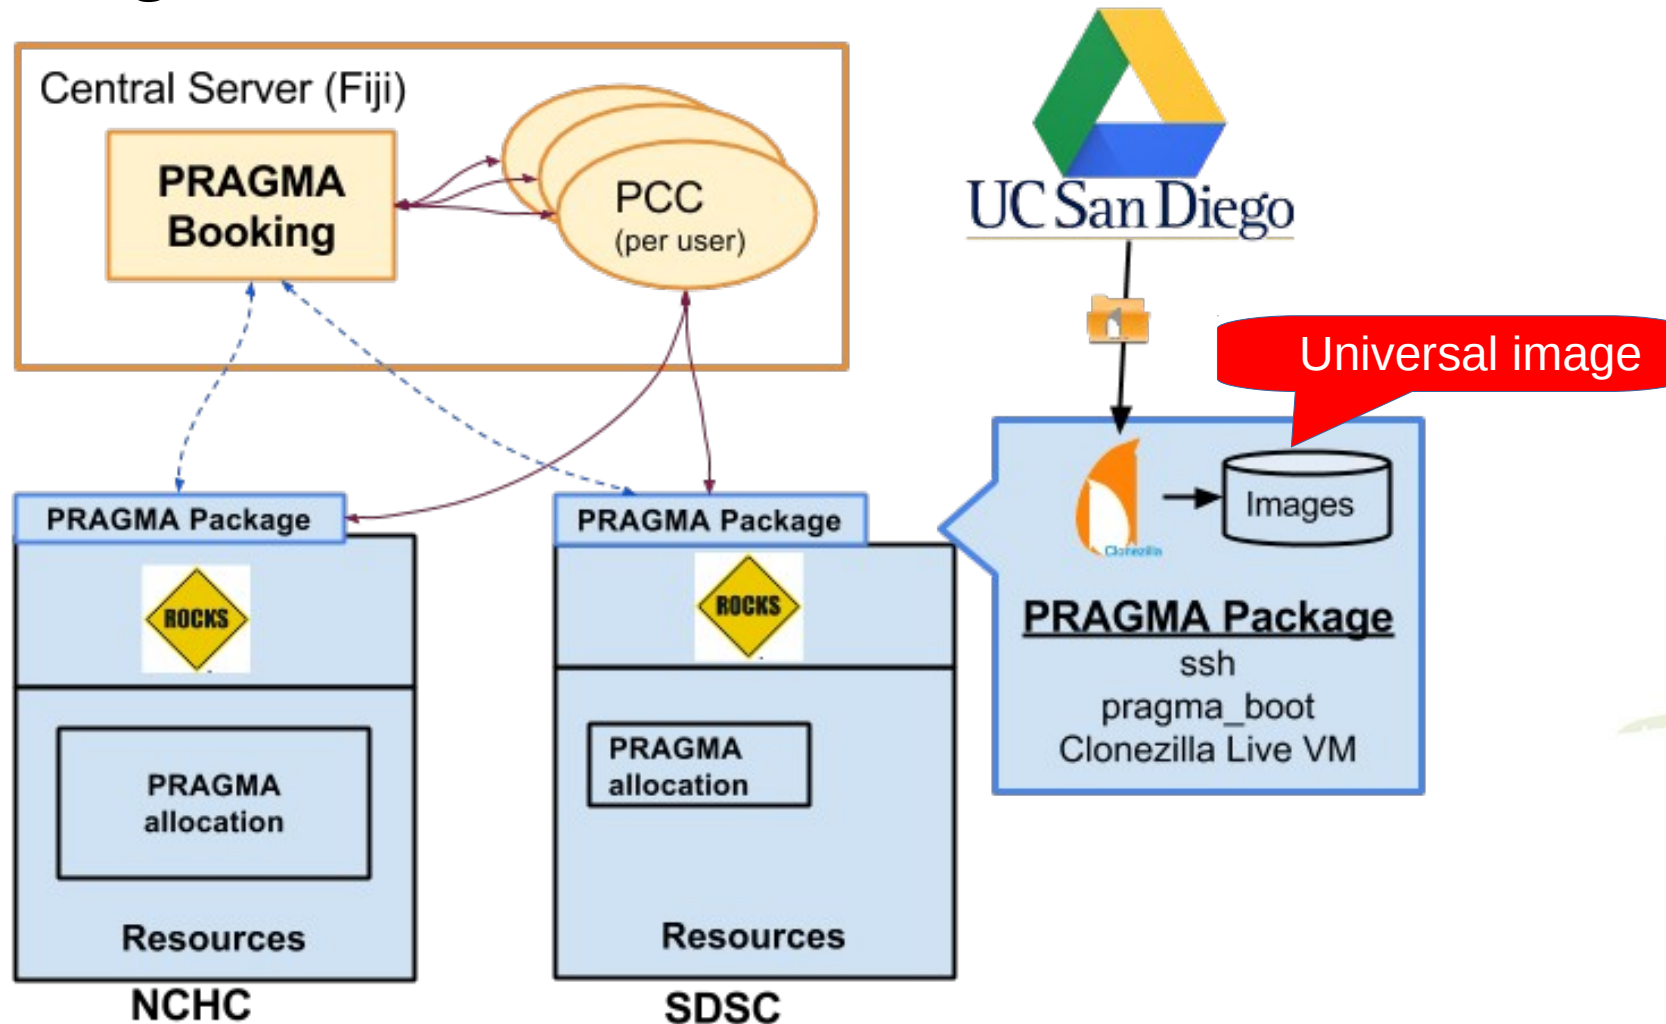 Central Server (Fiji)
PRAGMA
Booking
PCC
(per user)
UC San Diego
Universal image
PRAGMA Package
PRAGMA Package
Clonezilla
Images
ROCKS
ROCKS
PRAGMA Package
ssh
pragma_boot
Clonezilla Live VM
PRAGMA
allocation
PRAGMA
allocation
Resources
Resources
NCHC
SDSC